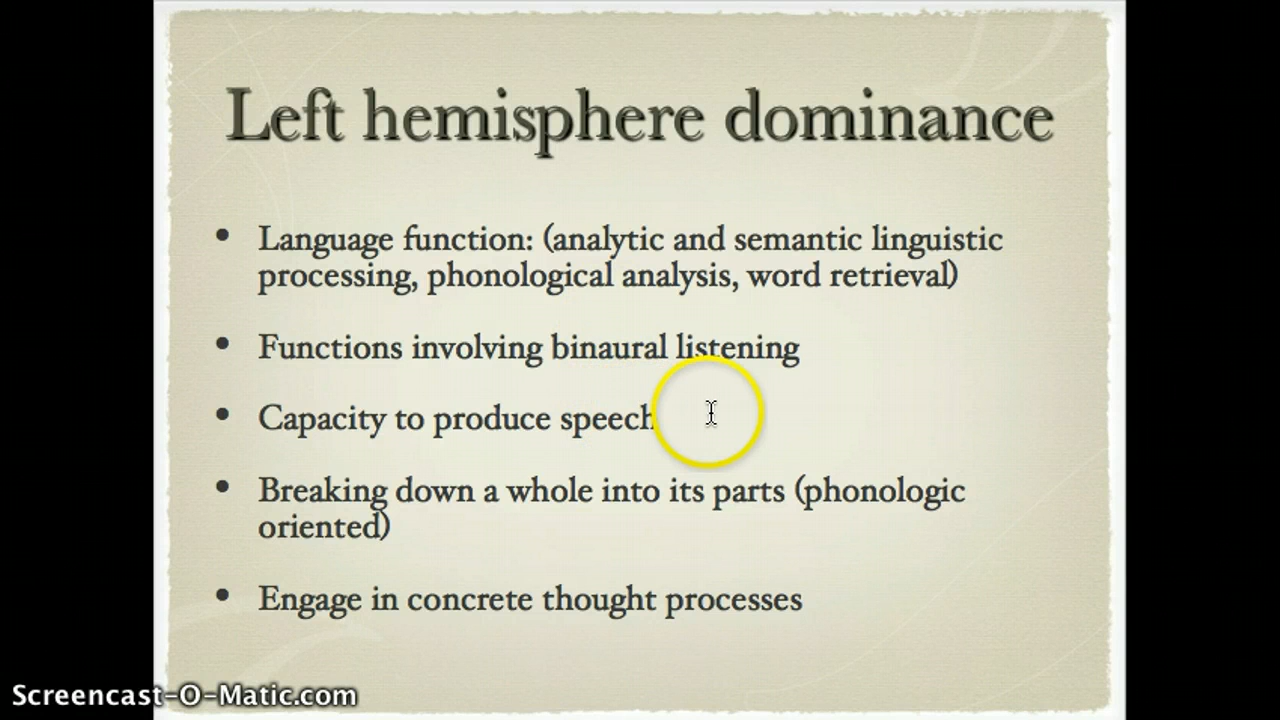 Left hemisphere dominance
• Language function: (analytic and semantic linguistic
processing, phonological analysis, word retrieval)
• Functions involving binaural listening
• Capacity to produce speech
• Breaking down a whole into its parts (phonologic
oriented)
• Engage in concrete thought processes
Screencast-O-Matic.com